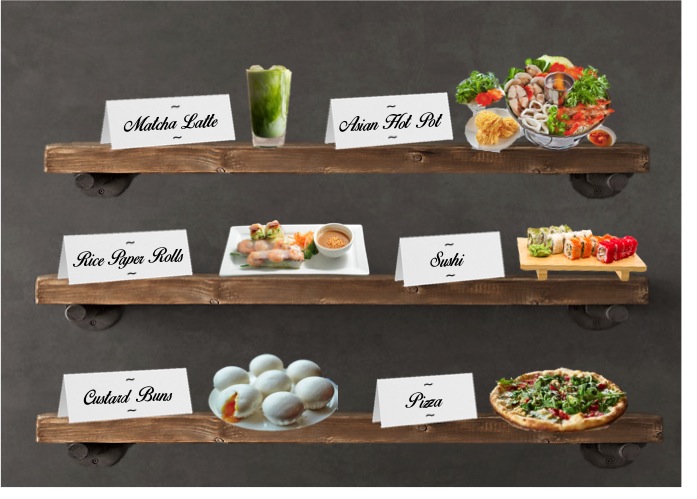 ~
Matcha Latte
~
~
Asian Hot Pot
~
~
Rice Paper Rolls
~
~
Sushi
~
~
Custard Buns
~
~
Pizza
~